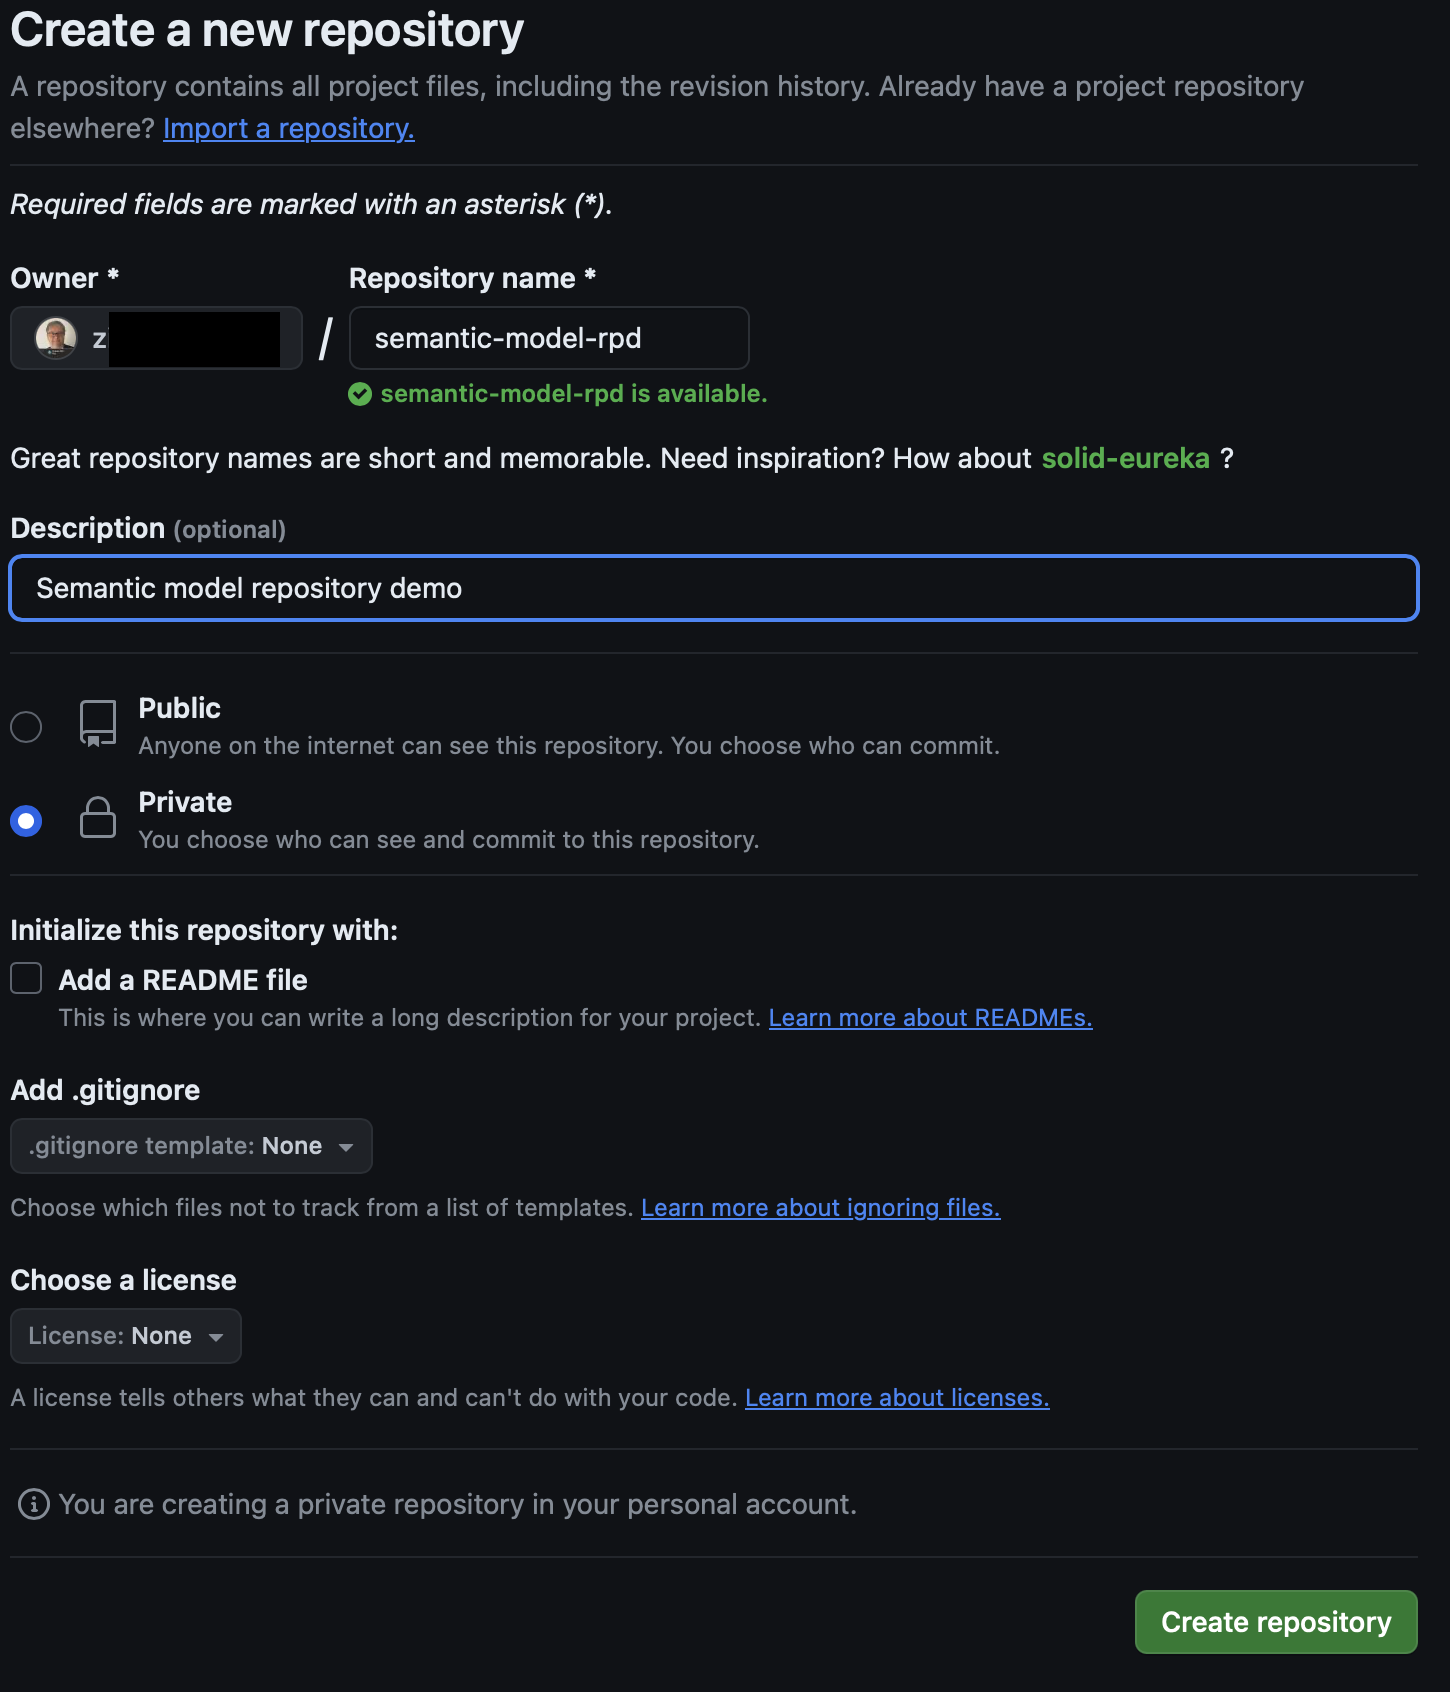 Create a new repository
A repository contains all project files, including the revision history. Already have a project repository
elsewhere? Import a repository.
Required fields are marked with an asterisk (*).
Owner *
Repository name *
z
/
semantic-model-rpd
semantic-model-rpd is available.
Great repository names are short and memorable. Need inspiration? How about solid-eureka ?
Description (optional)
Semantic model repository demo
Public
Anyone on the internet can see this repository. You choose who can commit.
Private
You choose who can see and commit to this repository.
Initialize this repository with:
Add a README file
This is where you can write a long description for your project. Learn more about READMEs.
Add .gitignore
.gitignore template: None
Choose which files not to track from a list of templates. Learn more about ignoring files.
Choose a license
License: None
A license tells others what they can and can't do with your code. Learn more about licenses.
You are creating a private repository in your personal account.
Create repository